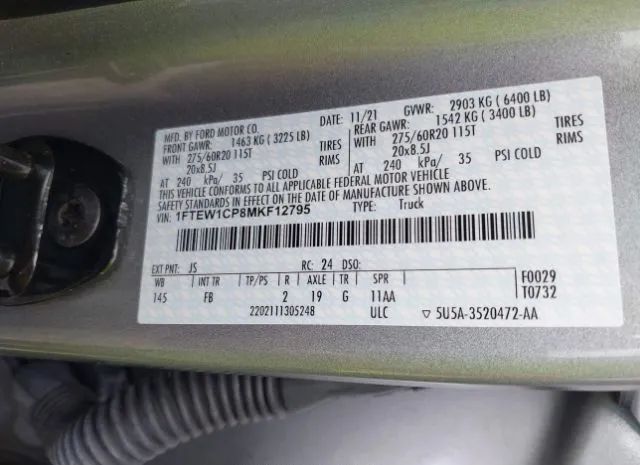 MFD. BY FORD MOTOR CO.
DATE: 11/21 GVWR: 2903 KG ( 6400 LB)
FRONT GAWR: 1463 KG ( 3225 LB)
REAR GAWR: 1542 KG ( 3400 LB)
WITH 275/60R20 115T TIRES
WITH 275/60R20 115T TIRES
20x8.5J RIMS
20x8.5J RIMS
AT 240 kPa/ 35 PSI COLD
AT 240 kPa/ 35 PSI COLD
THIS VEHICLE CONFORMS TO ALL APPLICABLE FEDERAL MOTOR VEHICLE
SAFETY STANDARDS IN EFFECT ON THE DATE OF MANUFACTURE SHOWN ABOVE.
VIN: 1FTEW1CP8MKF12795
TYPE: Truck
EXT PNT: JS RC: 24 DSO:
WB INT TR TP/PS R AXLE TR SPR
145 FB 2 19 G 11AA
F0029
T0732
2202111305248 ULC ▽ 5U5A-3520472-AA